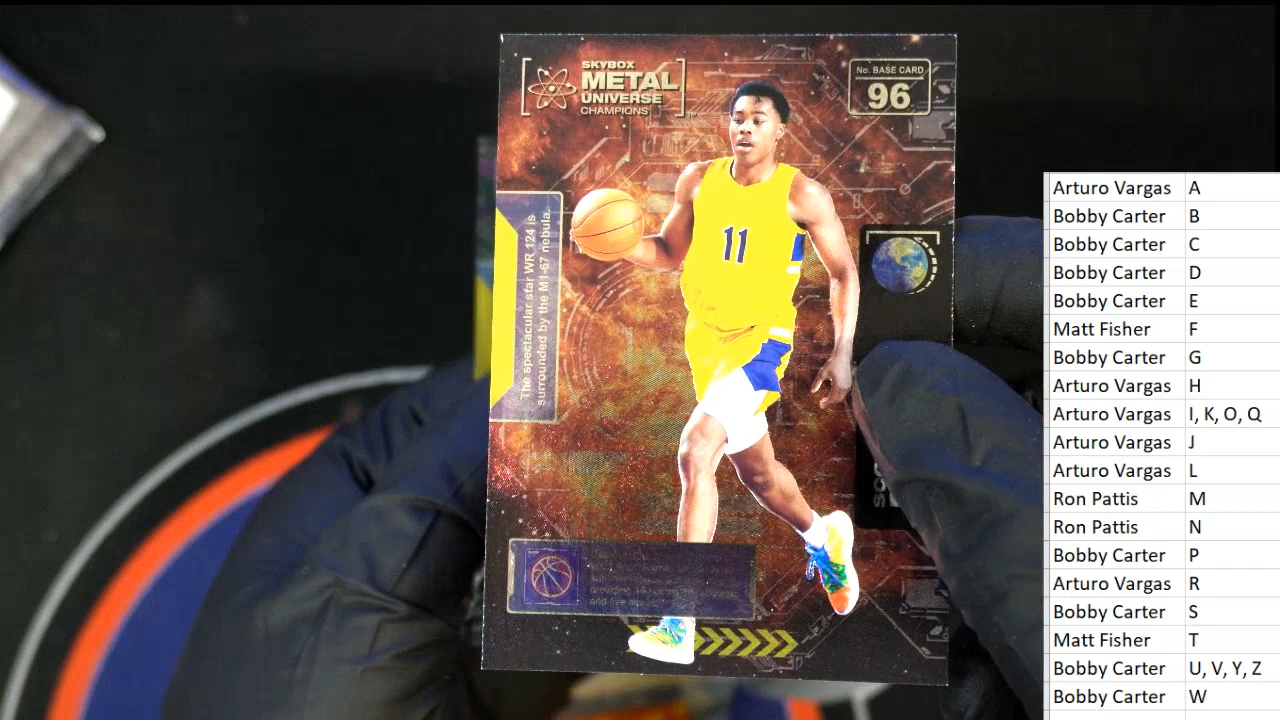 SKYBOX
METAL
UNIVERSE
CHAMPIONS
No. BASE CARD
96
11
The spectacular star WR 124 is
surrounded by the M1-67 nebula.
Arturo Vargas A
Bobby Carter B
Bobby Carter C
Bobby Carter D
Bobby Carter E
Matt Fisher F
Bobby Carter G
Arturo Vargas H
Arturo Vargas I, K, O, Q
Arturo Vargas J
Arturo Vargas L
Ron Pattis M
Ron Pattis N
Bobby Carter P
Arturo Vargas R
Bobby Carter S
Matt Fisher T
Bobby Carter U, V, Y, Z
Bobby Carter W